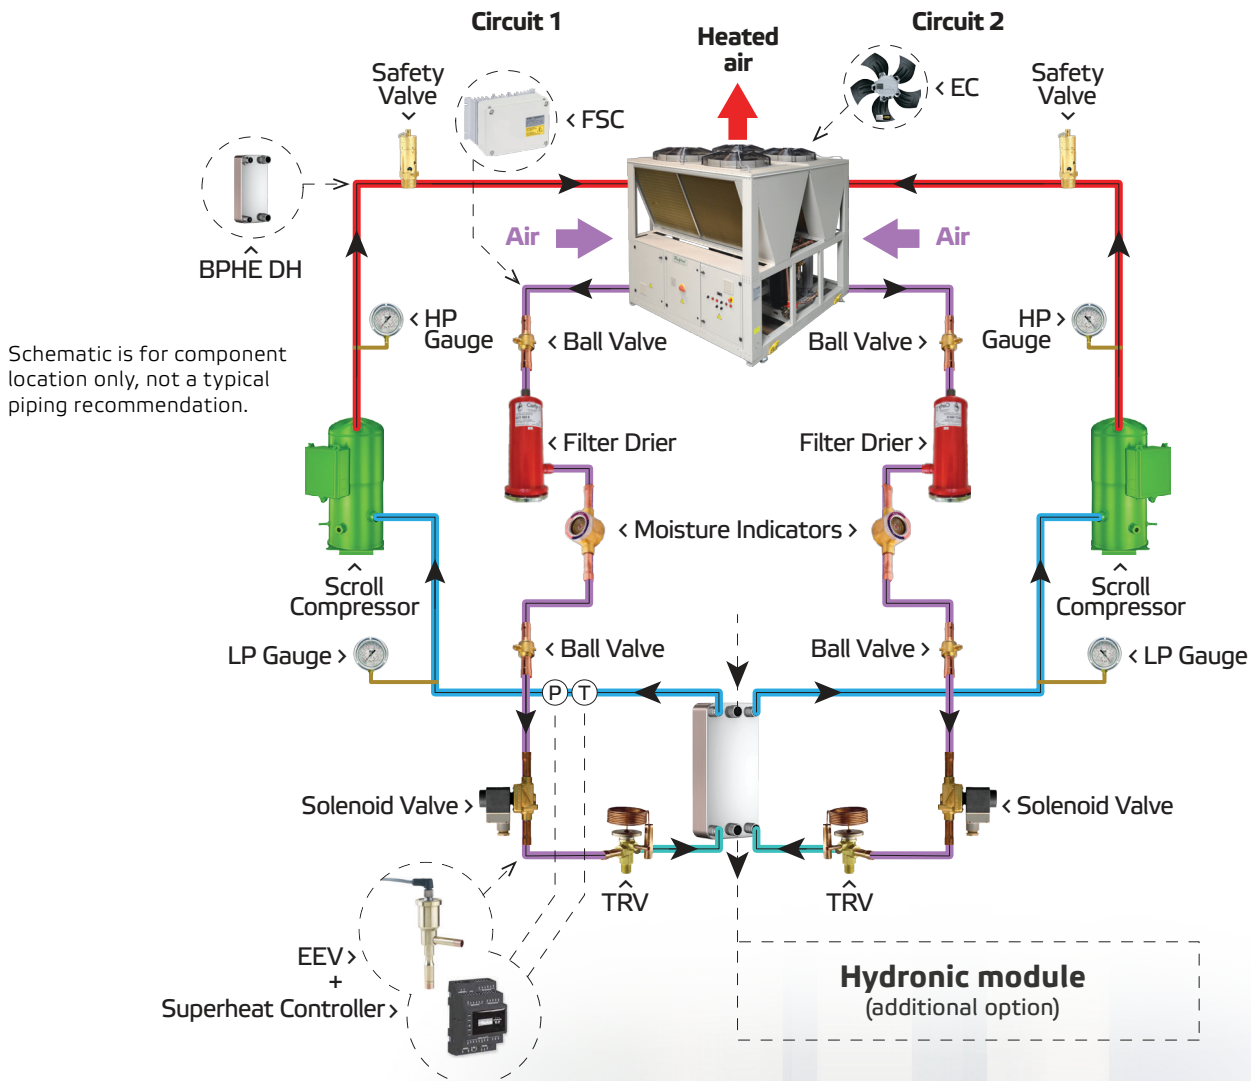 Circuit 1
Circuit 2
Heated
air
Safety
Valve
FSC
EC
Safety
Valve
BPHE DH
Air
Air
HP
Gauge
Ball Valve
Ball Valve
HP
Gauge
Schematic is for component
location only, not a typical
piping recommendation.
Filter Drier
Filter Drier
Moisture Indicators
Scroll
Compressor
Scroll
Compressor
LP Gauge
Ball Valve
Ball Valve
LP Gauge
P
T
Solenoid Valve
Solenoid Valve
TRV
TRV
EEV
+
Superheat Controller
Hydronic module
(additional option)